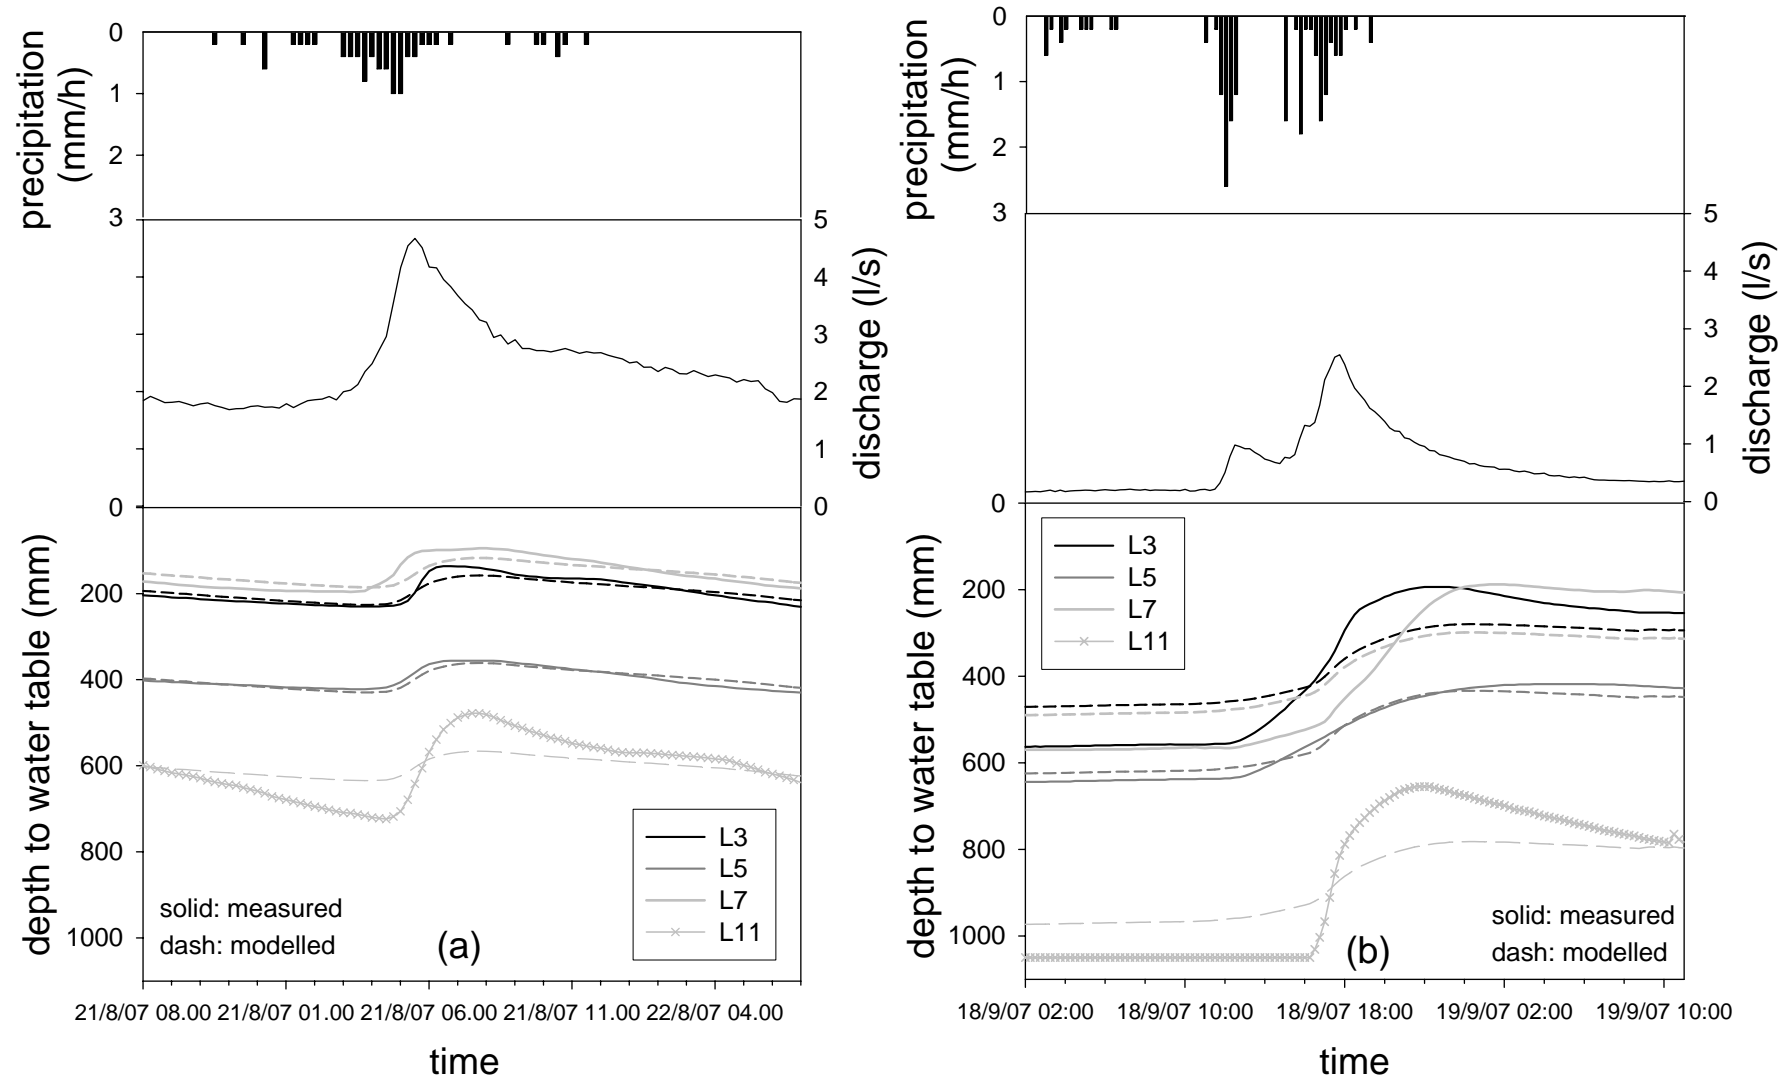 precipitation
(mm/h)
0
1
2
3
discharge (l/s)
5
4
3
2
1
0
depth to water table (mm)
0
200
400
600
800
1000
L3
L5
L7
L11
solid: measured
dash: modelled
(a)
21/8/07 08.00 21/8/07 01.00 21/8/07 06.00 21/8/07 11.00 22/8/07 04.00
time
precipitation
(mm/h)
0
1
2
3
discharge (l/s)
5
4
3
2
1
0
depth to water table (mm)
0
200
400
600
800
1000
L3
L5
L7
L11
solid: measured
dash: modelled
(b)
18/9/07 02:00 18/9/07 10:00 18/9/07 18:00 19/9/07 02:00 19/9/07 10:00
time